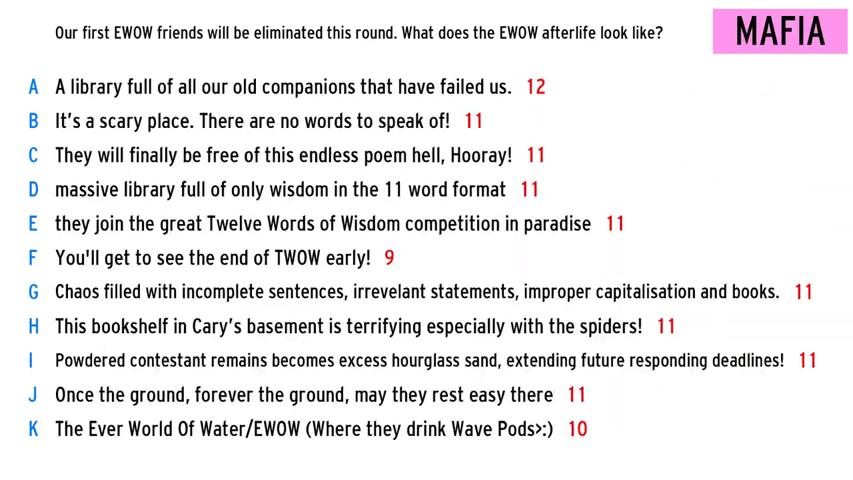 Our first EWOW friends will be eliminated this round. What does the EWOW afterlife look like?
MAFIA
A A library full of all our old companions that have failed us. 12
B It's a scary place. There are no words to speak of! 11
C They will finally be free of this endless poem hell, Hooray! 11
D massive library full of only wisdom in the 11 word format 11
E they join the great Twelve Words of Wisdom competition in paradise 11
F You'll get to see the end of TWOW early! 9
G Chaos filled with incomplete sentences, irrevelant statements, improper capitalisation and books. 11
H This bookshelf in Cary's basement is terrifying especially with the spiders! 11
I Powdered contestant remains becomes excess hourglass sand, extending future responding deadlines! 11
J Once the ground, forever the ground, may they rest easy there 11
K The Ever World Of Water/EWOW (Where they drink Wave Pods>:) 10